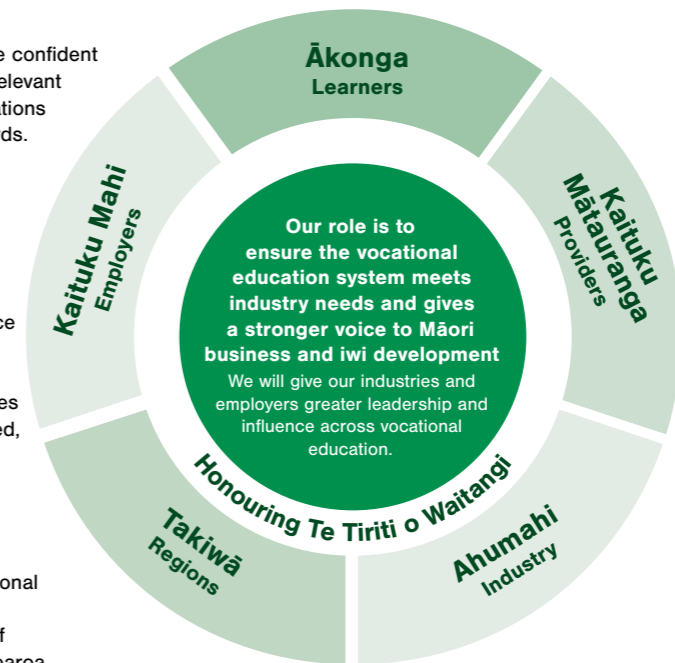 e confident
elevant
ations
ds.
ce
es
ed,
onal
f
earoa
Ākonga
Learners
Kaituku
Mātauranga
Providers
Ahumahi
Industry
Takiwā
Regions
Kaituku Mahi
Employers
Our role is to
ensure the vocational
education system meets
industry needs and gives
a stronger voice to Māori
business and iwi development
We will give our industries and
employers greater leadership and
influence across vocational
education.
Honouring Te Tiriti o Waitangi